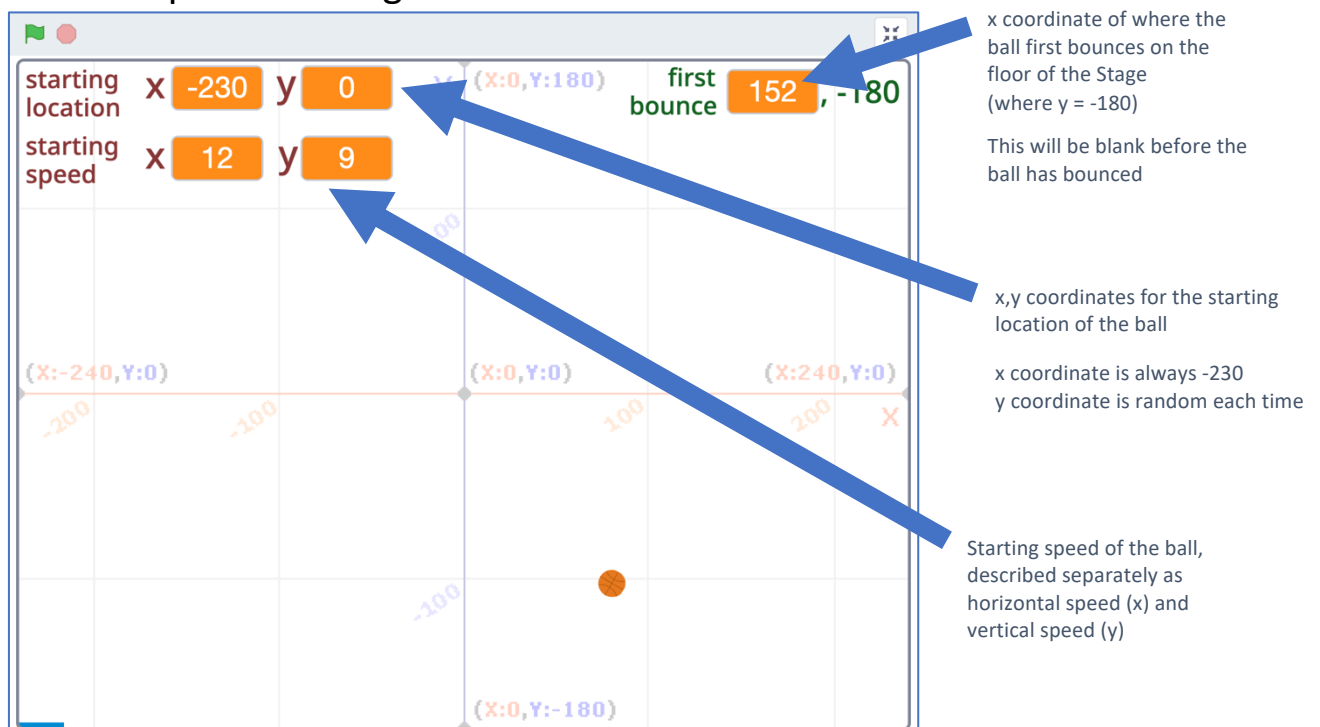 starting location x -230 y 0
(X:0,Y:180)
first bounce 152 , -180
starting speed x 12 y 9
(X:-240,Y:0)
(X:0,Y:0)
(X:240,Y:0)
-200
-100
100
200
X
-100
(X:0,Y:-180)
x coordinate of where the
ball first bounces on the
floor of the Stage
(where y = -180)
This will be blank before the
ball has bounced
x,y coordinates for the starting
location of the ball
x coordinate is always -230
y coordinate is random each time
Starting speed of the ball,
described separately as
horizontal speed (x) and
vertical speed (y)